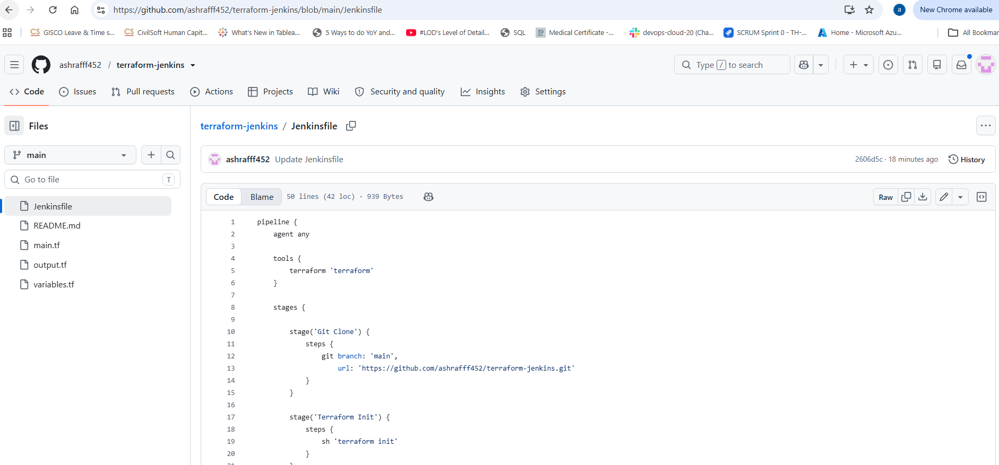 https://github.com/ashrafff452/terraform-jenkins/blob/main/Jenkinsfile
a
New Chrome available
CS GISCO Leave & Time s...
CS CivilSoft Human Capit...
What's New in Tablea...
5 Ways to do YoY and...
#LOD's Level of Detail...
SQL
Medical Certificate -...
devops-cloud-20 (Cha...
SCRUM Sprint 0 - TH-...
Home - Microsoft Azu...
All Bookmar
ashrafff452 / terraform-jenkins
Type / to search
Code
Issues
Pull requests
Actions
Projects
Wiki
Security and quality
Insights
Settings
Files
main
Go to file
T
Jenkinsfile
README.md
main.tf
output.tf
variables.tf
terraform-jenkins / Jenkinsfile
ashrafff452 Update Jenkinsfile
2606d5c · 18 minutes ago
History
Code
Blame
50 lines (42 loc) · 939 Bytes
Raw
1 pipeline {
2 agent any
3
4 tools {
5 terraform 'terraform'
6 }
7
8 stages {
9
10 stage('Git Clone') {
11 steps {
12 git branch: 'main',
13 url: 'https://github.com/ashrafff452/terraform-jenkins.git'
14 }
15 }
16
17 stage('Terraform Init') {
18 steps {
19 sh 'terraform init'
20 }